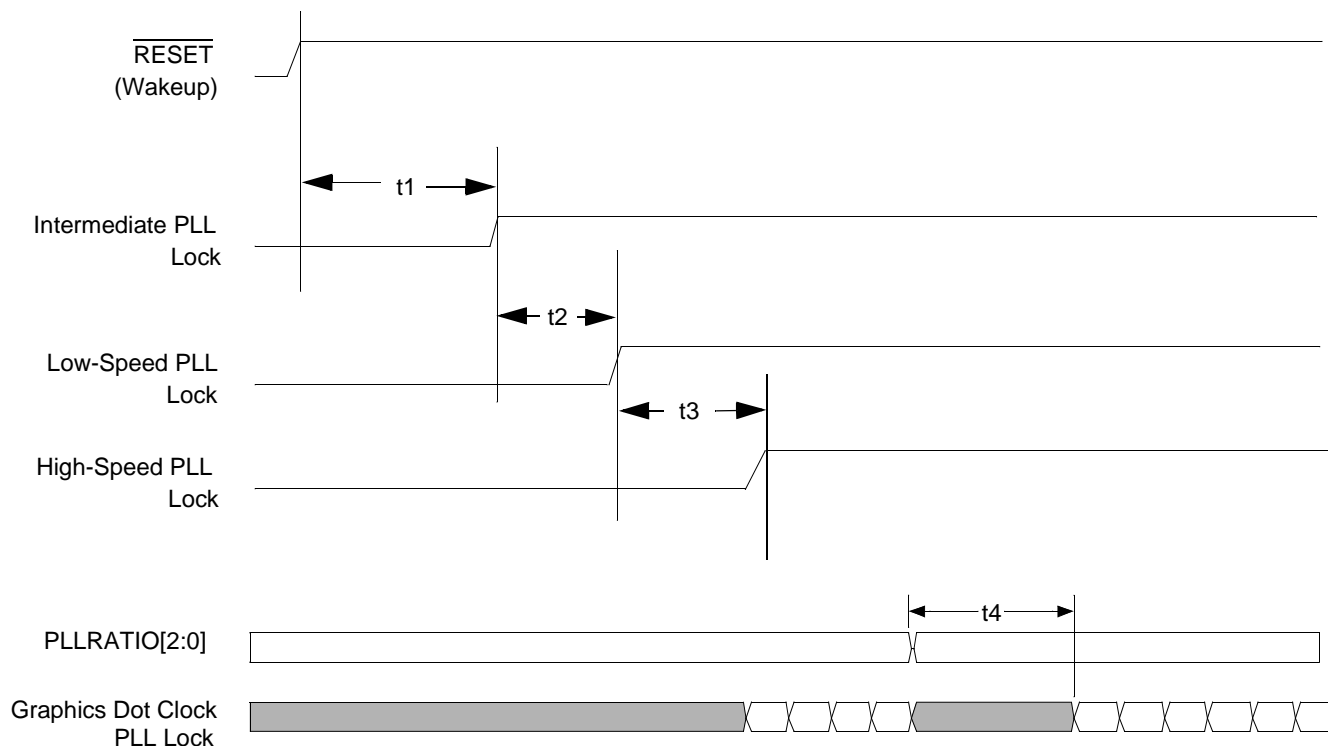 RESET
(Wakeup)
t1
Intermediate PLL
Lock
t2
Low-Speed PLL
Lock
t3
High-Speed PLL
Lock
t4
PLLRATIO[2:0]
Graphics Dot Clock
PLL Lock